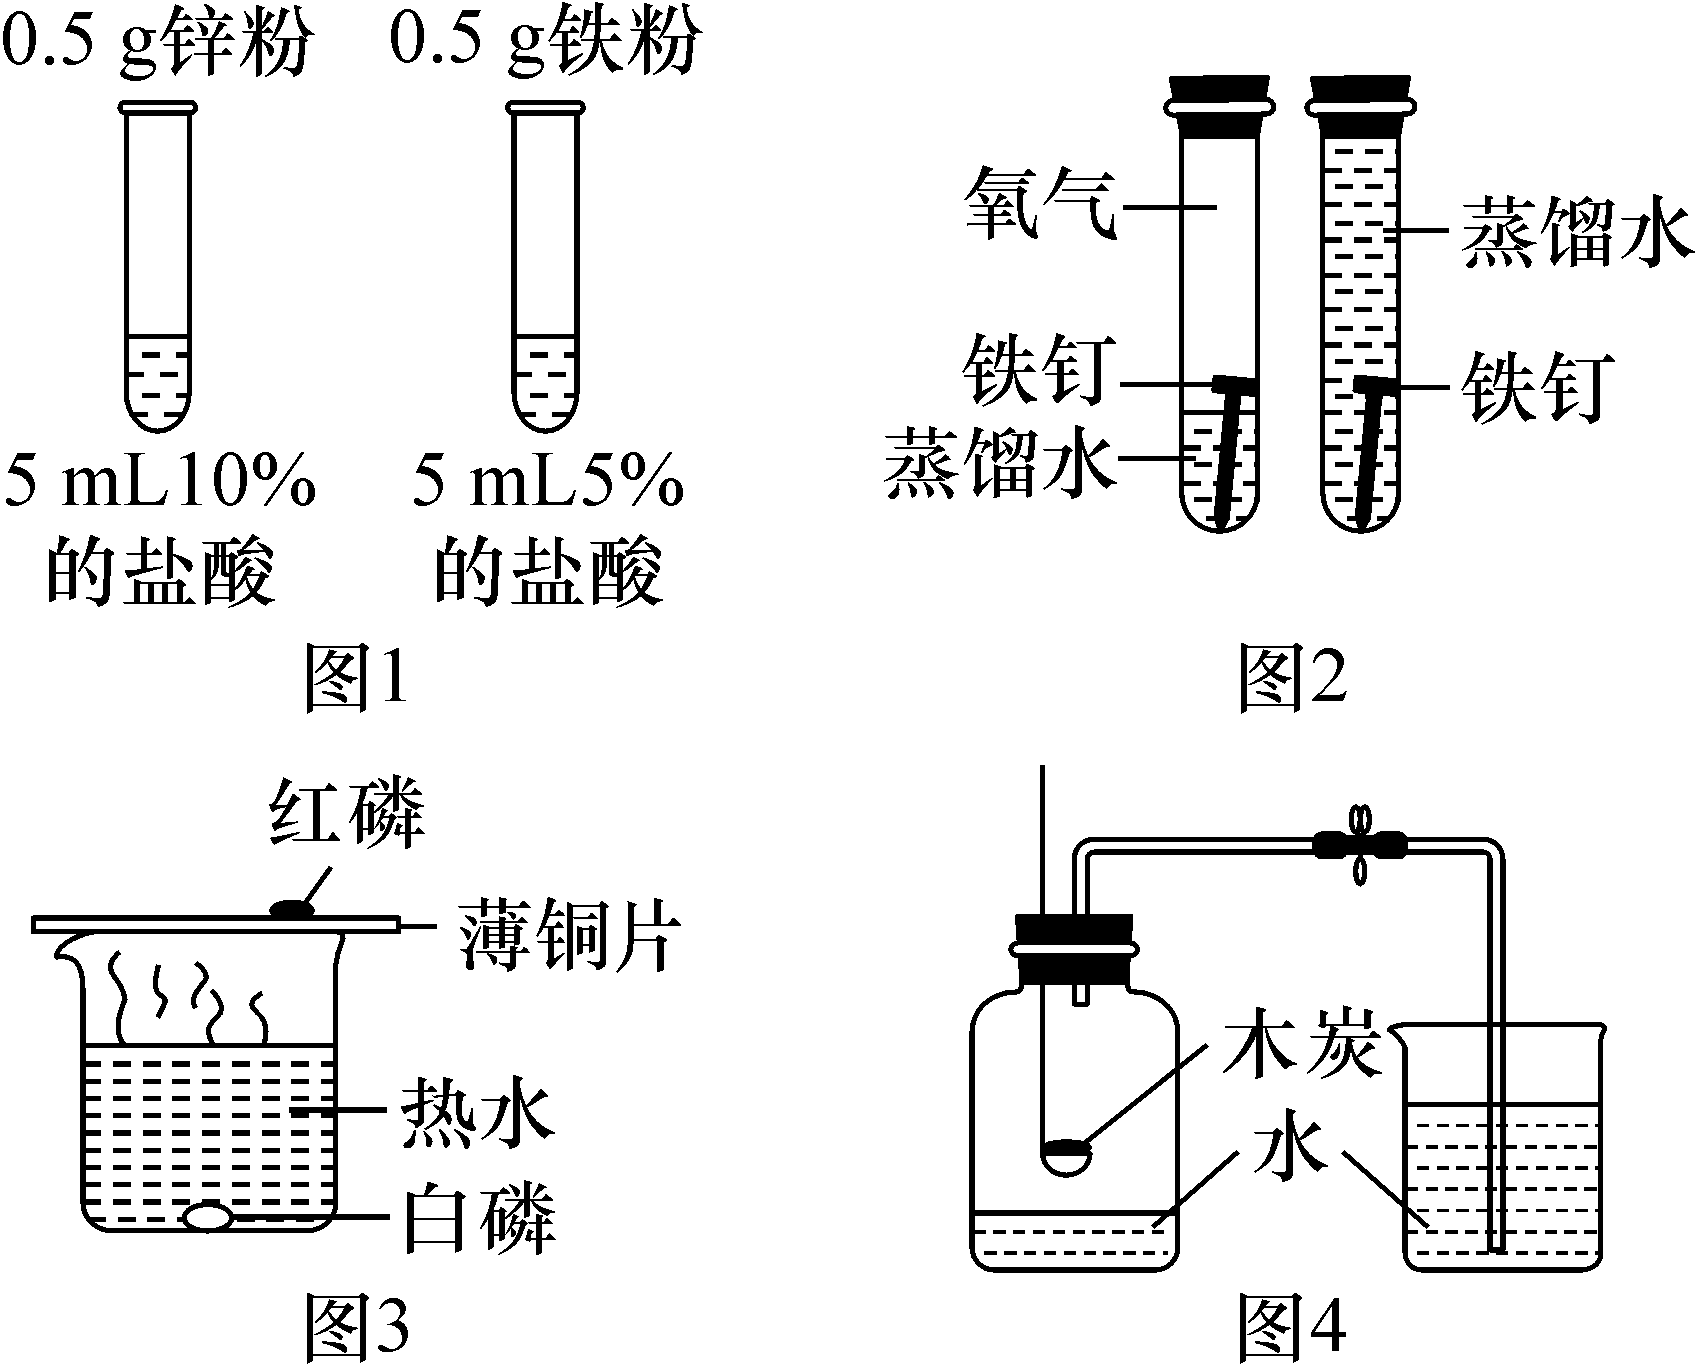 0.5 g锌粉
0.5 g铁粉
5 mL10%
的盐酸
5 mL5%
的盐酸
图1
氧气
蒸馏水
铁钉
铁钉
蒸馏水
图2
红磷
薄铜片
热水
白磷
图3
木炭
水
图4